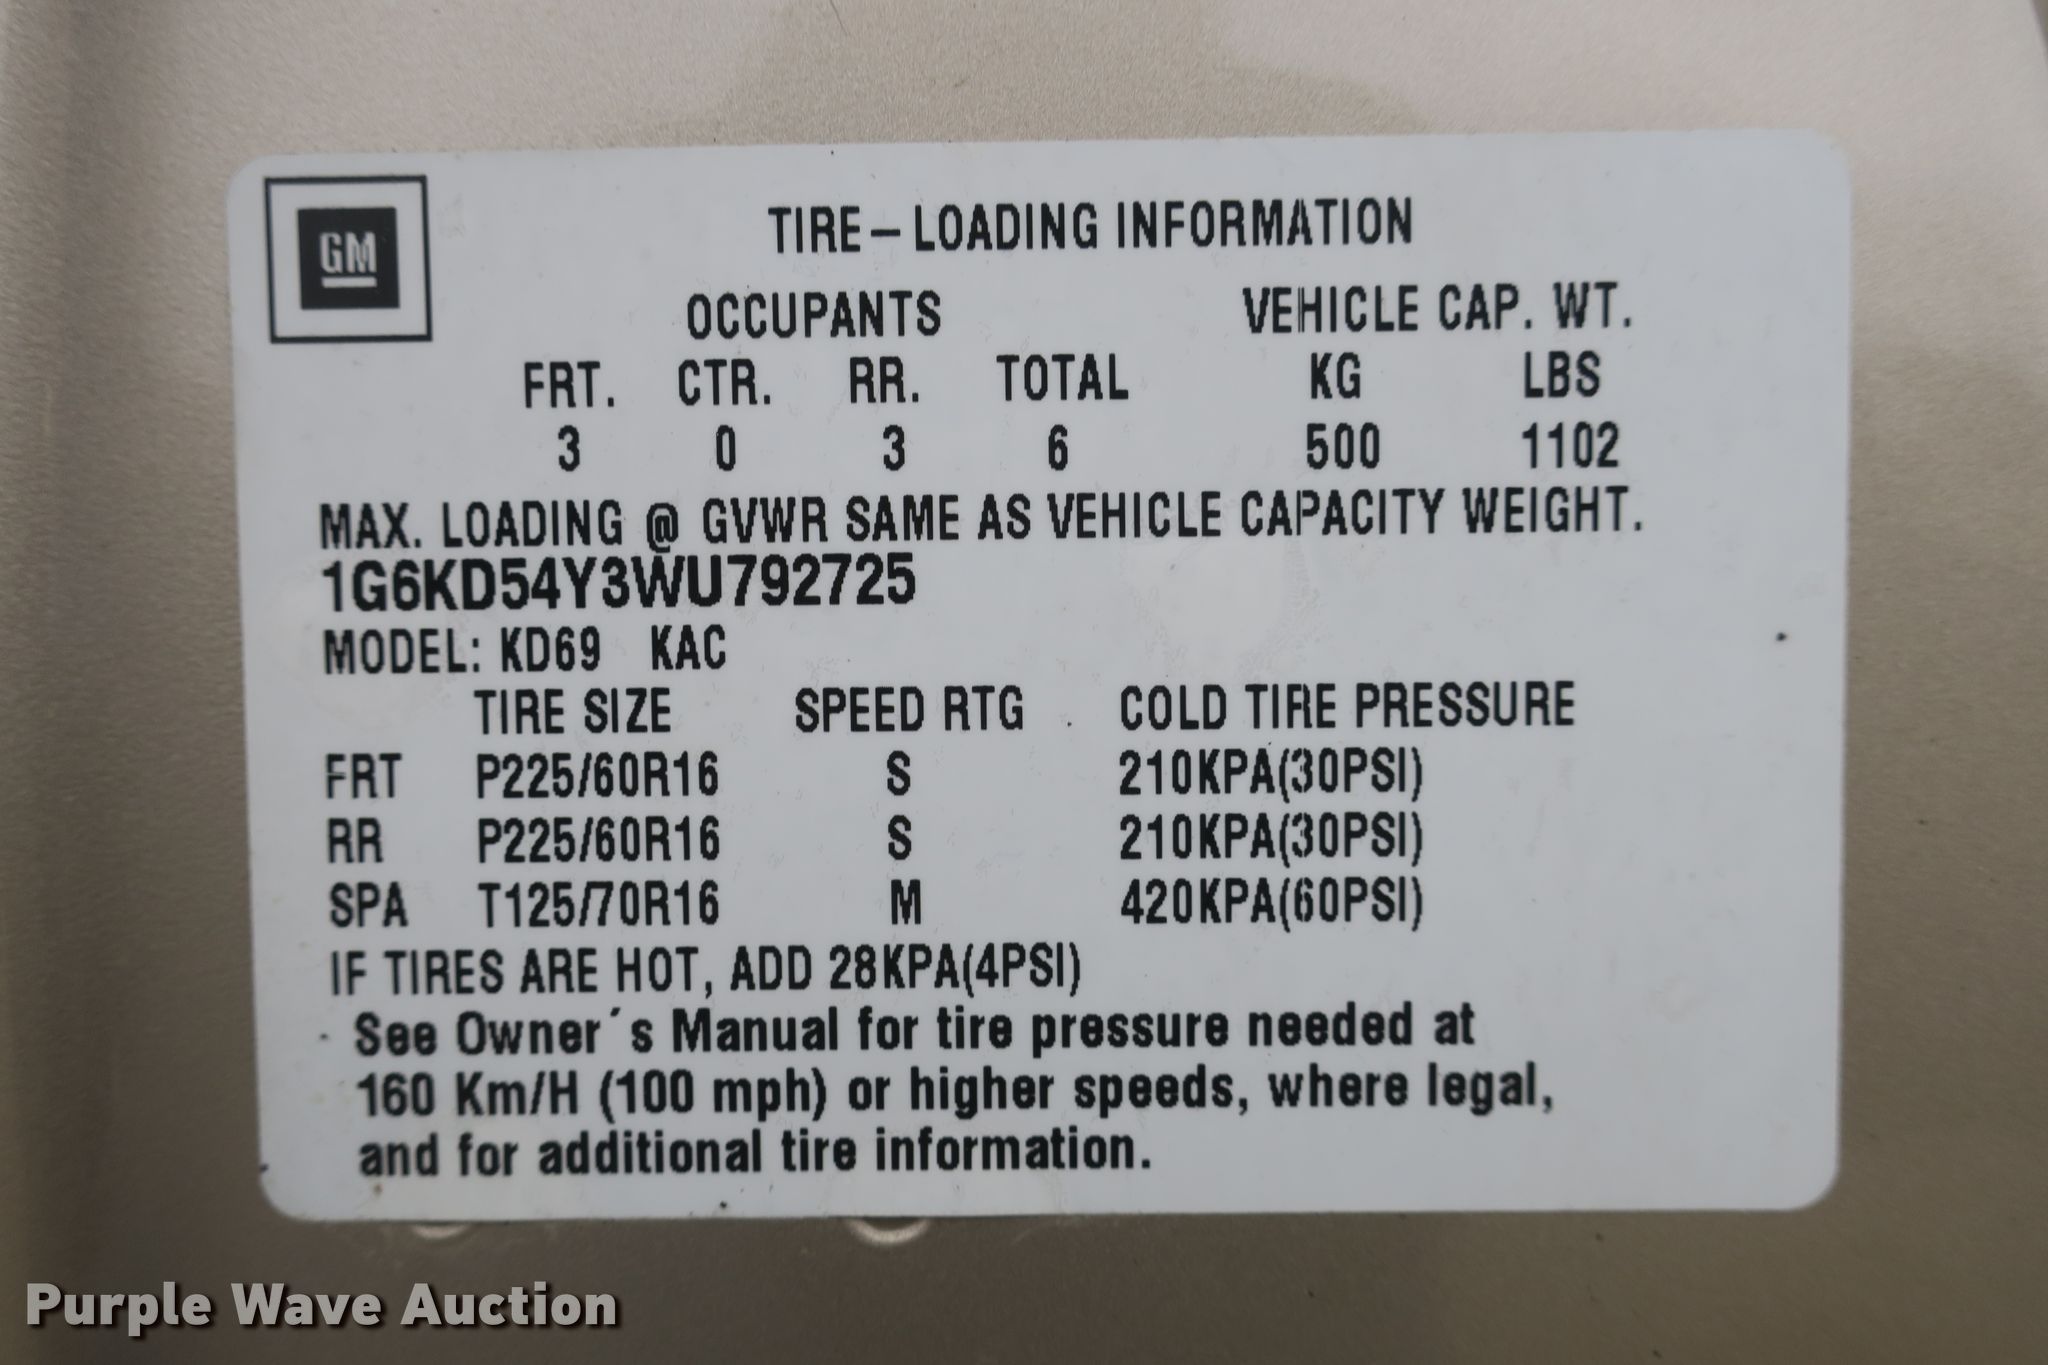 GM
TIRE – LOADING INFORMATION
OCCUPANTS VEHICLE CAP. WT.
FRT. CTR. RR. TOTAL KG LBS
3 0 3 6 500 1102
MAX. LOADING @ GVWR SAME AS VEHICLE CAPACITY WEIGHT.
1G6KD54Y3WU792725
MODEL: KD69 KAC
TIRE SIZE SPEED RTG COLD TIRE PRESSURE
FRT P225/60R16 S 210KPA(30PSI)
RR P225/60R16 S 210KPA(30PSI)
SPA T125/70R16 M 420KPA(60PSI)
IF TIRES ARE HOT, ADD 28KPA(4PSI)
See Owner´s Manual for tire pressure needed at
160 Km/H (100 mph) or higher speeds, where legal,
and for additional tire information.
Purple Wave Auction